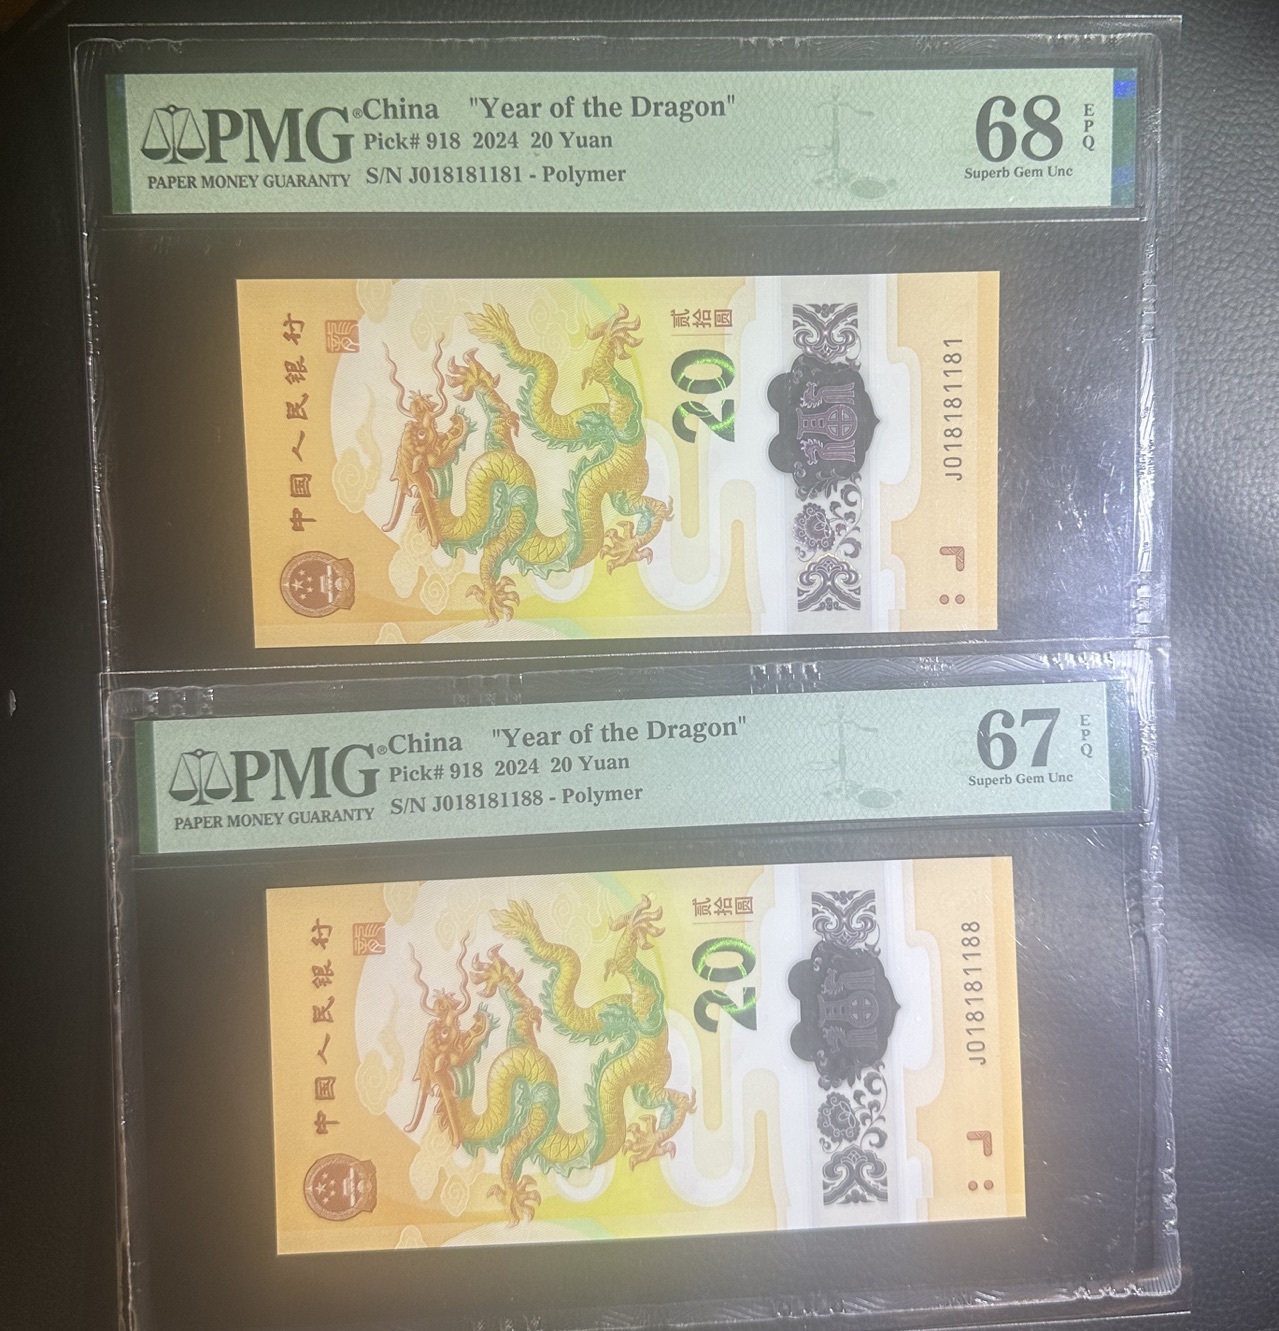 PMG® China "Year of the Dragon" 68 EPQ
Pick# 918 2024 20 Yuan
PAPER MONEY GUARANTY S/N J018181181 - Polymer Superb Gem Unc
中国人民银行
贰拾圆
20
J018181181
PMG® China "Year of the Dragon" 67 EPQ
Pick# 918 2024 20 Yuan
PAPER MONEY GUARANTY S/N J018181188 - Polymer Superb Gem Unc
中国人民银行
贰拾圆
20
J018181188